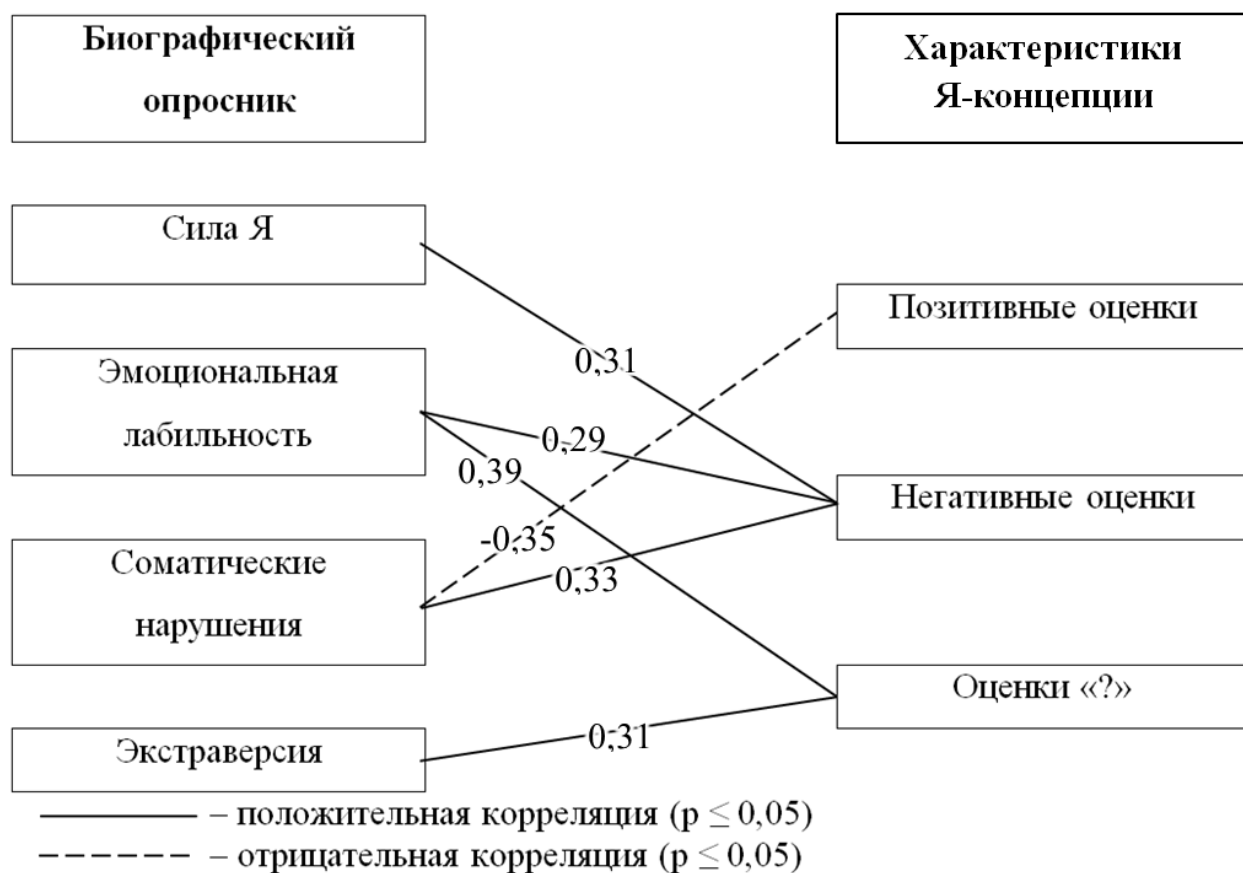 Биографический
опросник
Характеристики
Я-концепции
Сила Я
Позитивные оценки
0,31
Эмоциональная
лабильность
0,29
0,39
Негативные оценки
-0,35
Соматические
нарушения
0,33
Оценки «?»
0,31
Экстраверсия
– положительная корреляция (p ≤ 0,05)
– отрицательная корреляция (p ≤ 0,05)